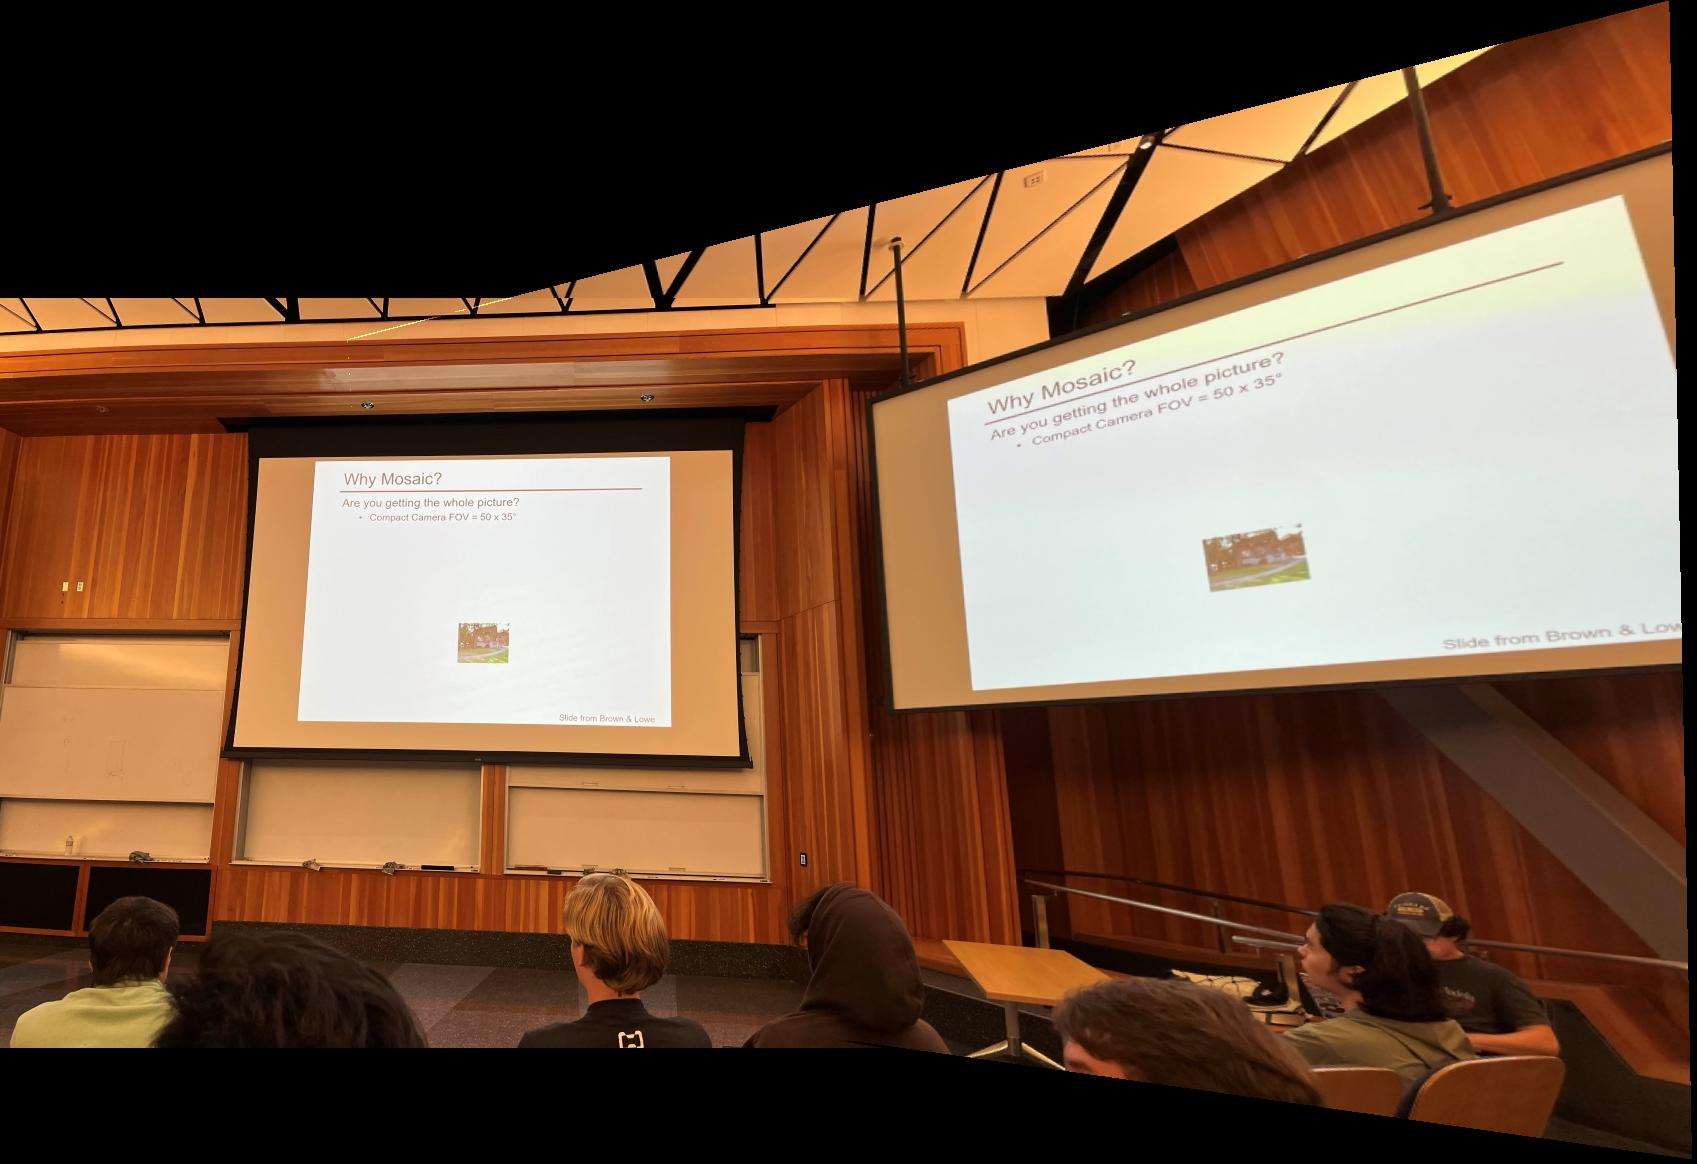 Why Mosaic?
Are you getting the whole picture?
• Compact Camera FOV = 50 x 35°
Slide from Brown & Lowe
Why Mosaic?
Are you getting the whole picture?
• Compact Camera FOV = 50 x 35°
Slide from Brown & Low